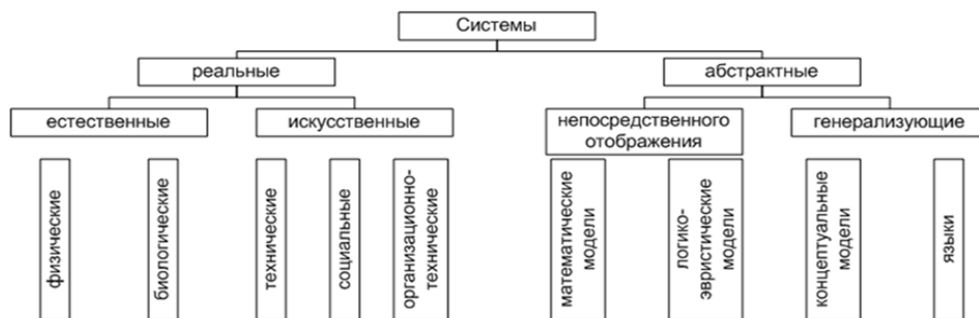 Системы
реальные
абстрактные
естественные
искусственные
непосредственного
отображения
генерализующие
физические
биологические
технические
социальные
организационно-
технические
математические
модели
логико-
эвристические
модели
концептуальные
модели
языки